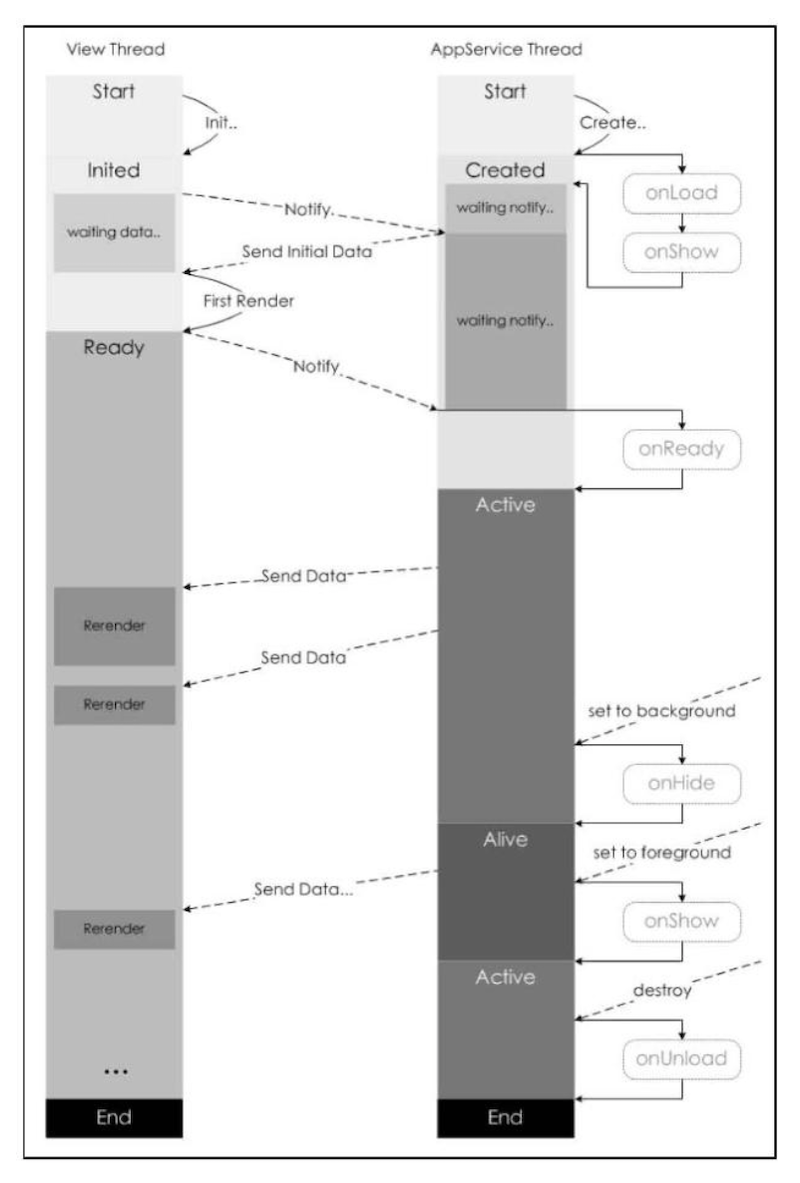 View Thread
AppService Thread
Start
Start
Init..
Create..
Inited
Created
onLoad
waiting data..
Notify.
waiting notify..
Send Initial Data
onShow
First Render
waiting notify..
Ready
Notify
onReady
Active
Send Data
Rerender
Send Data
Rerender
set to background
onHide
Alive
set to foreground
Send Data...
onShow
Rerender
Active
destroy
onUnload
...
End
End